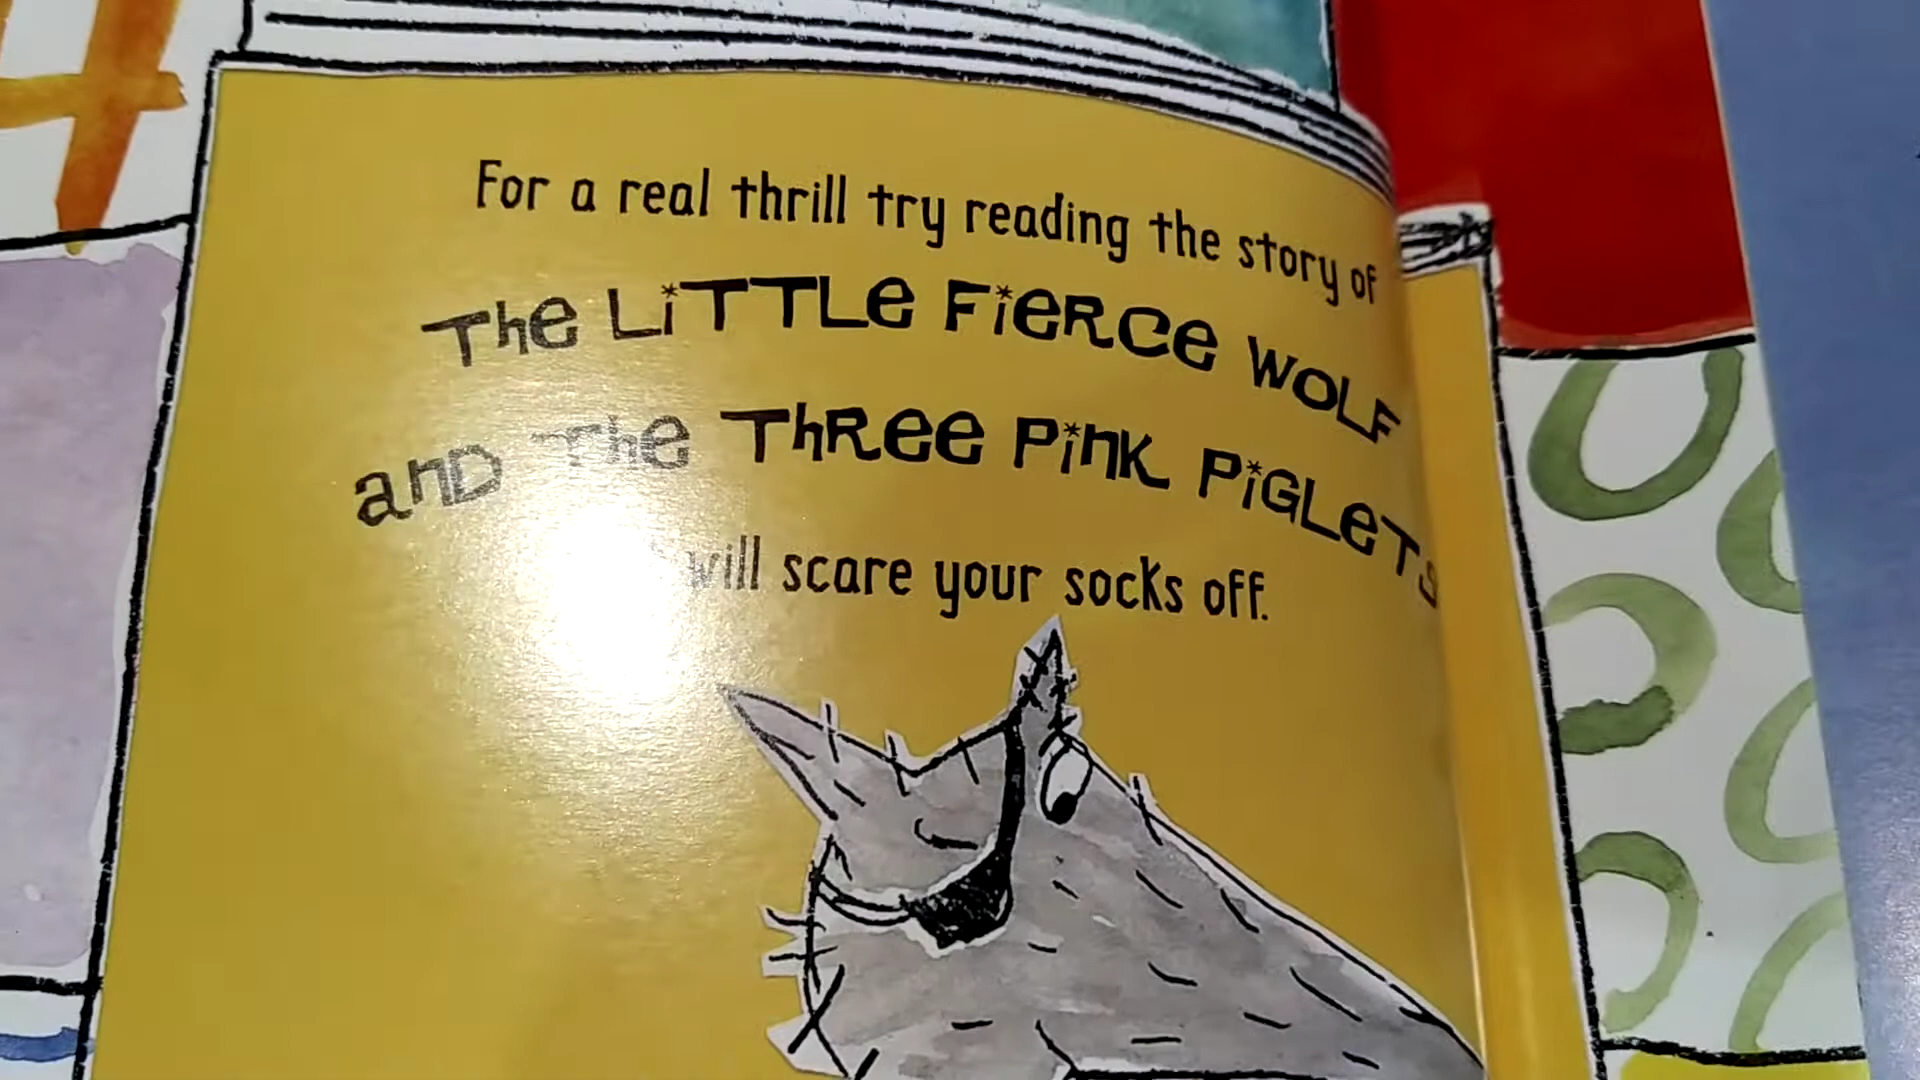 For a real thrill try reading the story of
The LiTTLe FieRce WOLF
anD The ThRee PinK PiGLeTS
will scare your socks off.